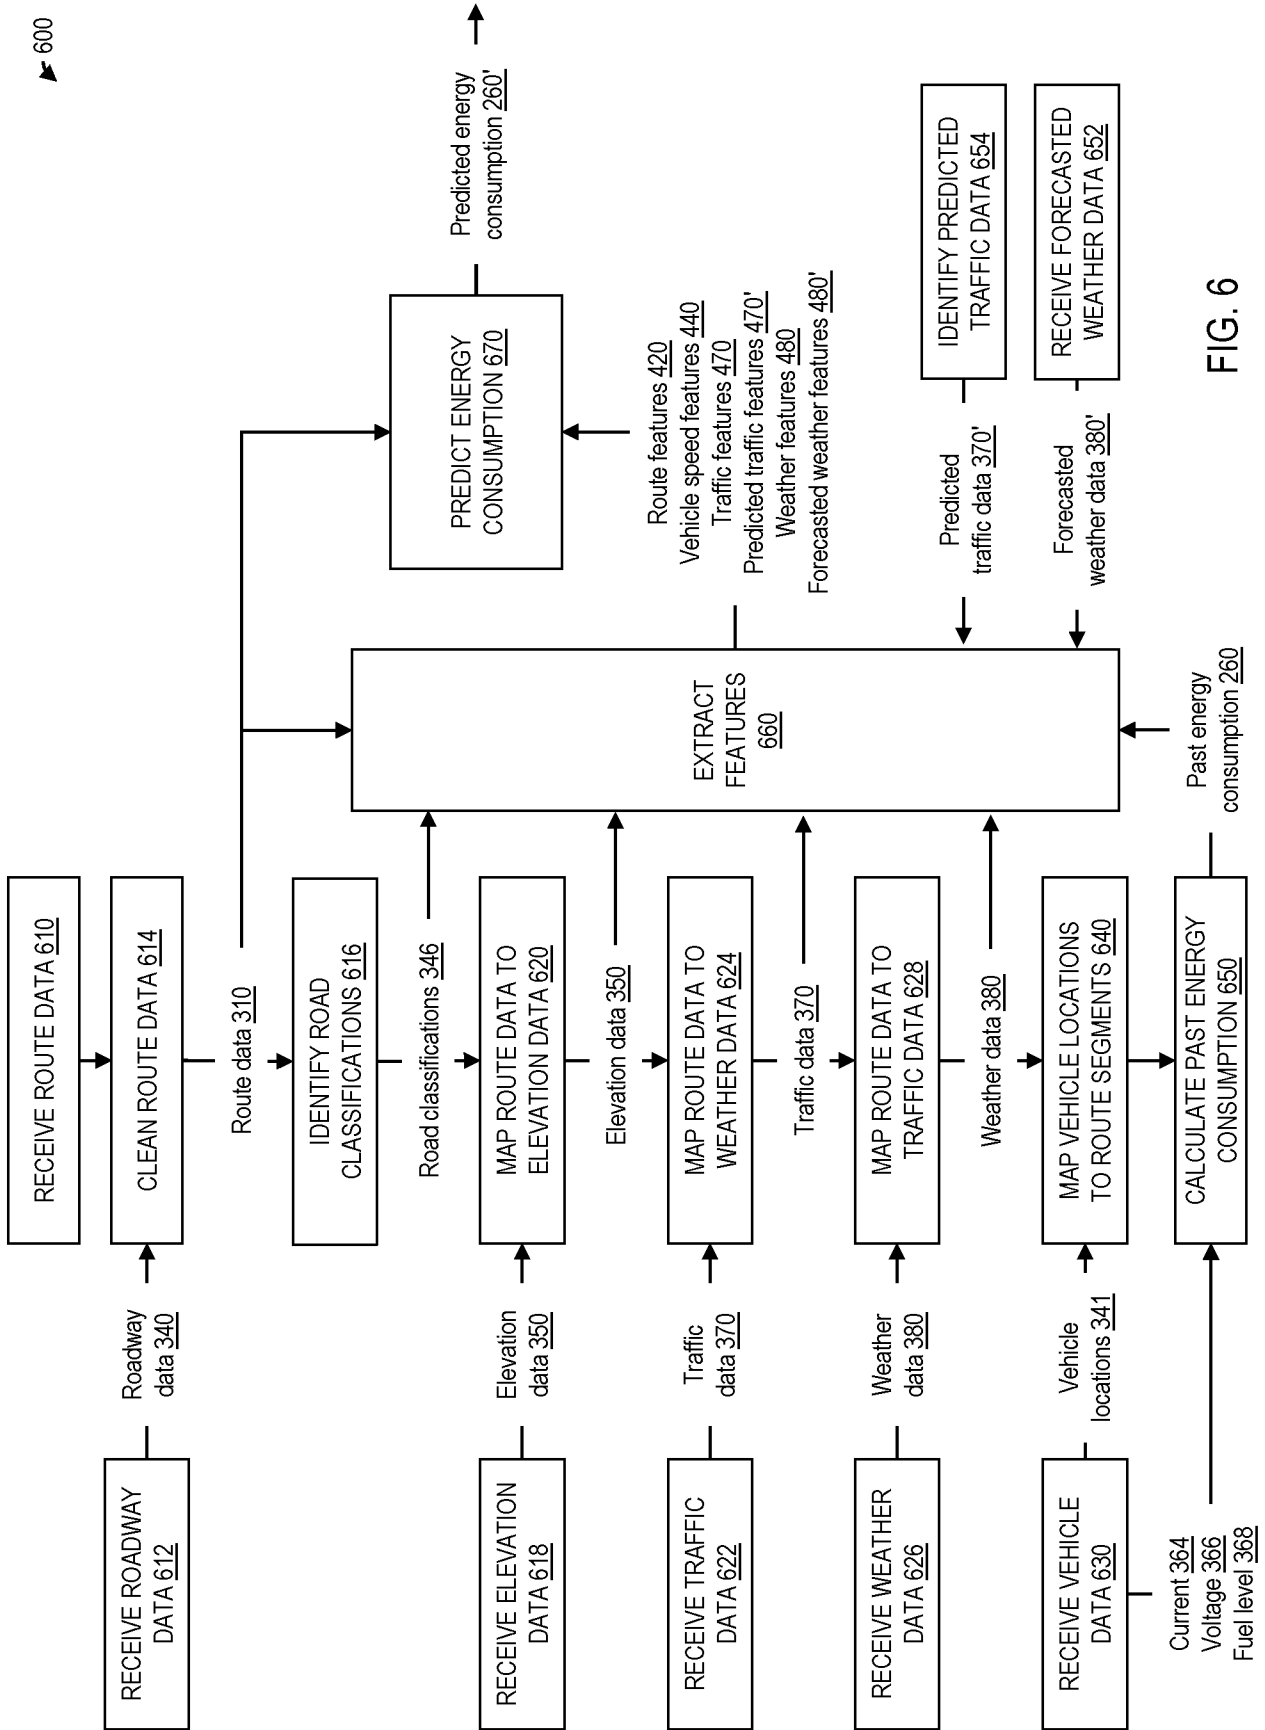 600
RECEIVE ROUTE DATA 610
RECEIVE ROADWAY
DATA 612
Roadway
data 340
CLEAN ROUTE DATA 614
Route data 310
IDENTIFY ROAD
CLASSIFICATIONS 616
Road classifications 346
RECEIVE ELEVATION
DATA 618
Elevation
data 350
MAP ROUTE DATA TO
ELEVATION DATA 620
Elevation data 350
RECEIVE TRAFFIC
DATA 622
Traffic
data 370
MAP ROUTE DATA TO
WEATHER DATA 624
Traffic data 370
RECEIVE WEATHER
DATA 626
Weather
data 380
MAP ROUTE DATA TO
TRAFFIC DATA 628
Weather data 380
RECEIVE VEHICLE
DATA 630
Vehicle
locations 341
MAP VEHICLE LOCATIONS
TO ROUTE SEGMENTS 640
Current 364
Voltage 366
Fuel level 368
CALCULATE PAST ENERGY
CONSUMPTION 650
Past energy
consumption 260
EXTRACT
FEATURES
660
Predicted
traffic data 370'
IDENTIFY PREDICTED
TRAFFIC DATA 654
Forecasted
weather data 380'
RECEIVE FORECASTED
WEATHER DATA 652
Route features 420
Vehicle speed features 440
Traffic features 470
Predicted traffic features 470'
Weather features 480
Forecasted weather features 480'
PREDICT ENERGY
CONSUMPTION 670
Predicted energy
consumption 260'
FIG. 6